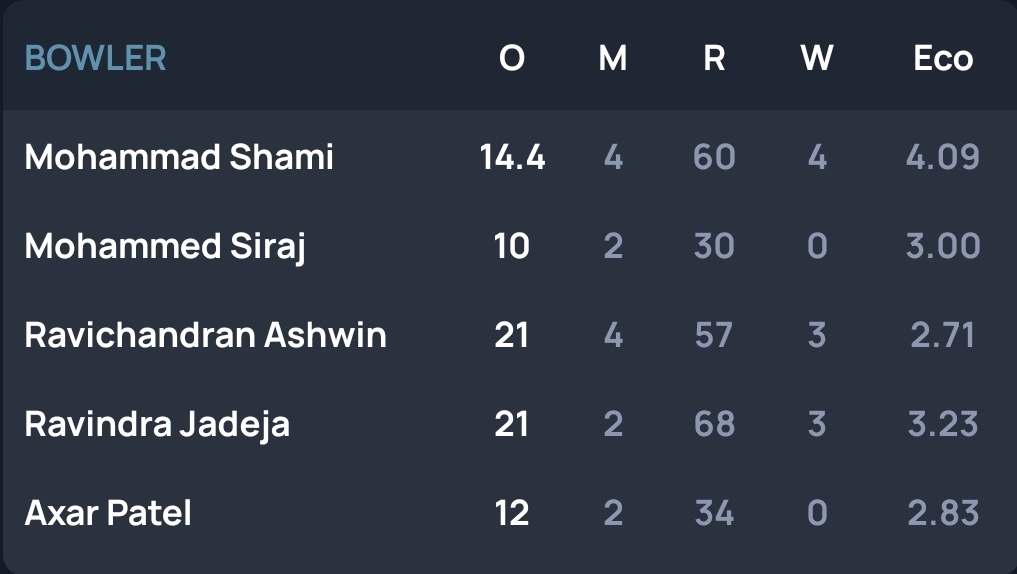 BOWLER O M R W Eco
Mohammad Shami 14.4 4 60 4 4.09
Mohammed Siraj 10 2 30 0 3.00
Ravichandran Ashwin 21 4 57 3 2.71
Ravindra Jadeja 21 2 68 3 3.23
Axar Patel 12 2 34 0 2.83